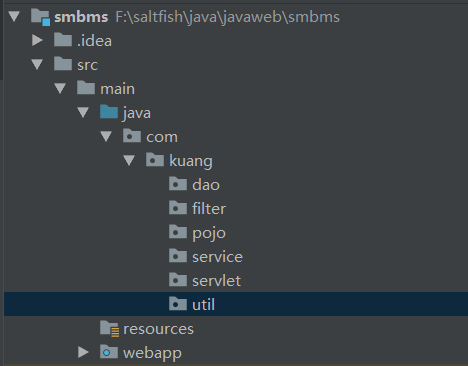 smbms F:\saltfish\java\javaweb\smbms
.idea
src
main
java
com
kuang
dao
filter
pojo
service
servlet
util
resources
webapp